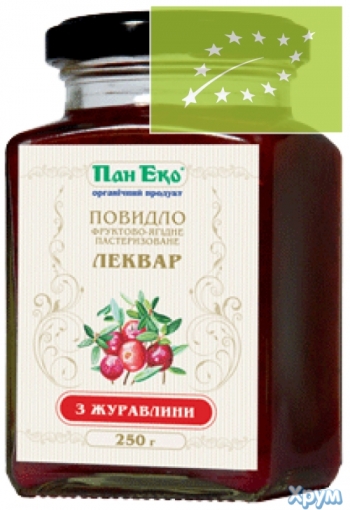 Пан Еко®
органічний продукт
ПОВИДЛО
ФРУКТОВО-ЯГІДНЕ
ПАСТЕРИЗОВАНЕ
ЛЕКВАР
З ЖУРАВЛИНИ
250 г
Хрум